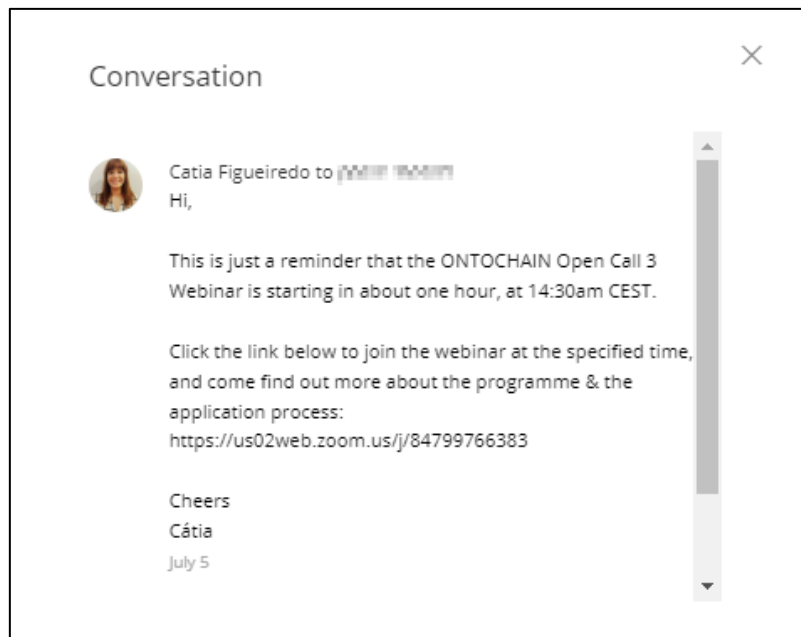 Conversation
Catia Figueiredo to
Hi,
This is just a reminder that the ONTOCHAIN Open Call 3
Webinar is starting in about one hour, at 14:30am CEST.
Click the link below to join the webinar at the specified time,
and come find out more about the programme & the
application process:
https://us02web.zoom.us/j/84799766383
Cheers
Cátia
July 5